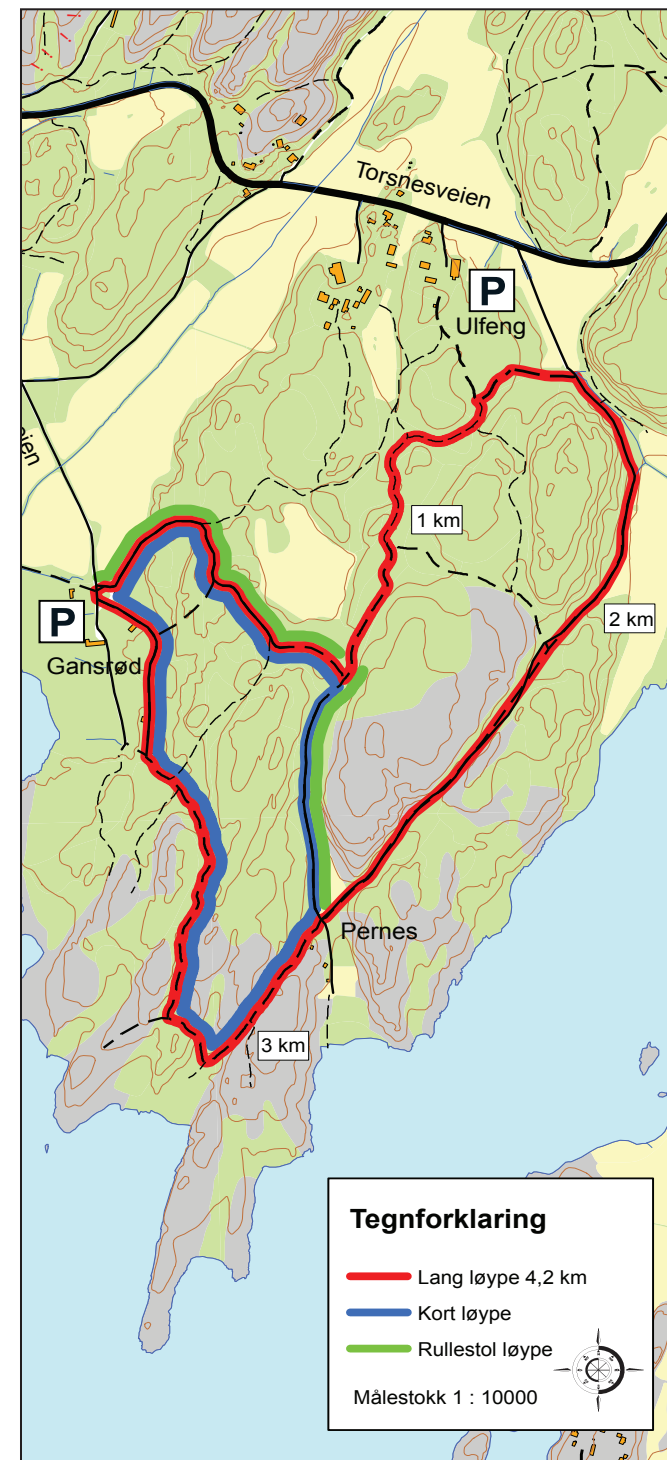 Torsnesveien
P
Ulfeng
eien
1 km
2 km
P
Gansrød
Pernes
3 km
Tegnforklaring
Lang løype 4,2 km
Kort løype
Rullestol løype
Målestokk 1 : 10000